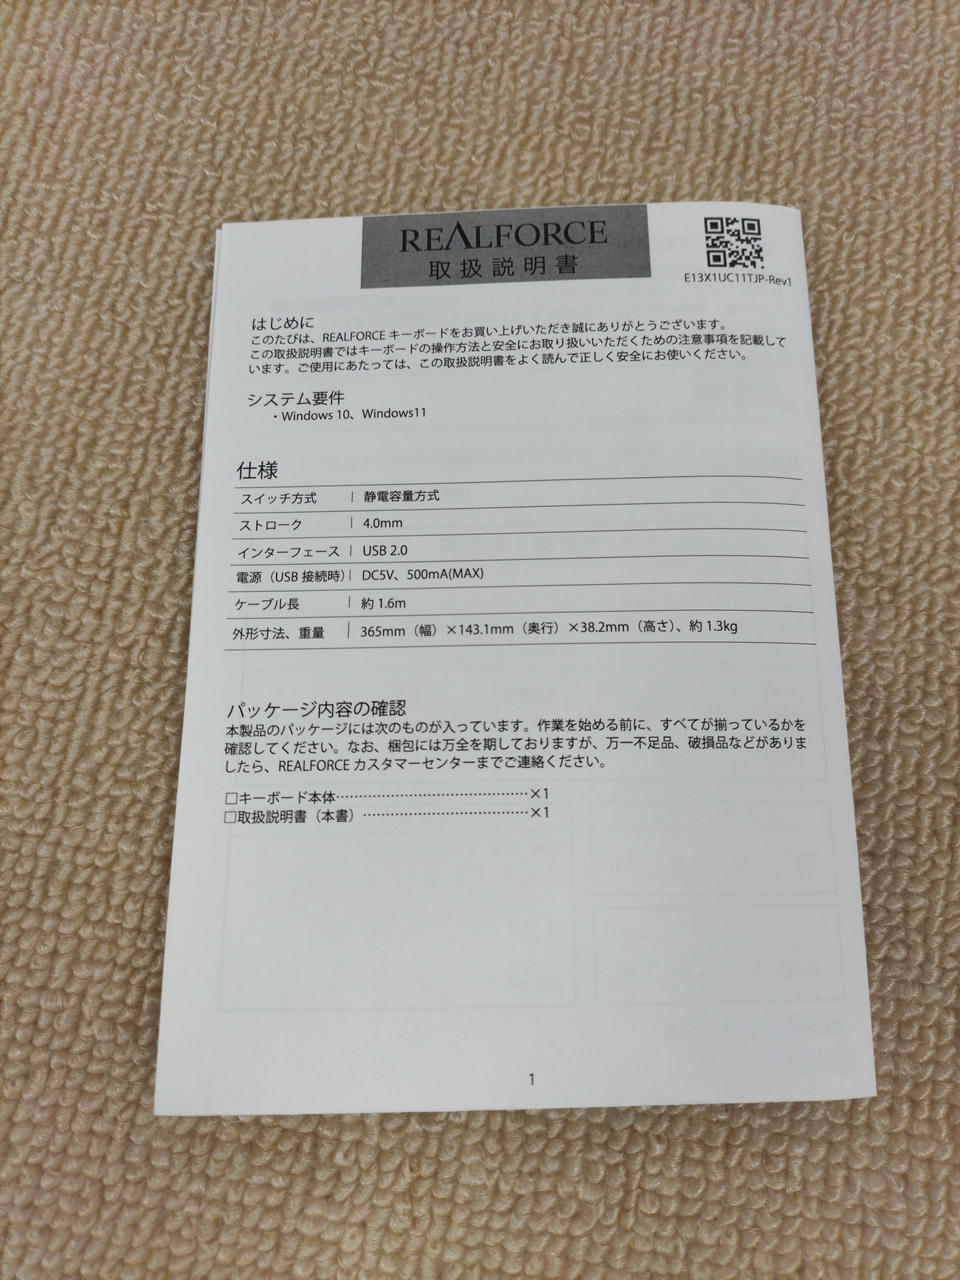 REALFORCE
取扱説明書
E13X1UC11TJP-Rev1
はじめに
このたびは、REALFORCE キーボードをお買い上げいただき誠にありがとうございます。
この取扱説明書ではキーボードの操作方法と安全にお取り扱いいただくための注意事項を記載して
います。ご使用にあたっては、この取扱説明書をよく読んで正しく安全にお使いください。
システム要件
・Windows 10、Windows11
仕様
スイッチ方式 | 静電容量方式
ストローク | 4.0mm
インターフェース | USB 2.0
電源（USB 接続時）| DC5V、500mA(MAX)
ケーブル長 | 約 1.6m
外形寸法、重量 | 365mm（幅）×143.1mm（奥行）×38.2mm（高さ）、約 1.3kg
パッケージ内容の確認
本製品のパッケージには次のものが入っています。作業を始める前に、すべてが揃っているかを
確認してください。なお、梱包には万全を期しておりますが、万一不足品、破損品などがありま
したら、REALFORCE カスタマーセンターまでご連絡ください。
□キーボード本体……………………………………×1
□取扱説明書（本書）………………………………×1
1